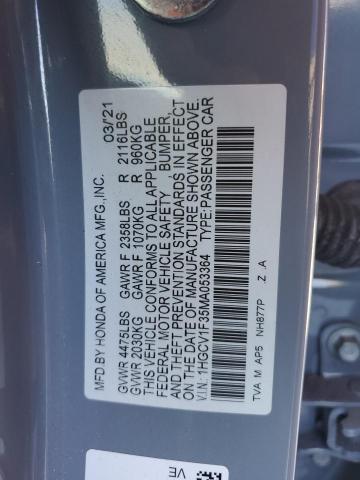 MFD BY HONDA OF AMERICA MFG.,INC. 03/21
GVWR 4475LBS GAWR F 2358LBS R 2116LBS
GVWR 2030KG GAWR F 1070KG R 960KG
THIS VEHICLE CONFORMS TO ALL APPLICABLE
FEDERAL MOTOR VEHICLE SAFETY BUMPER,
THEFT PREVENTION STANDARDS IN EFFECT
ON THE DATE OF MANUFACTURE SHOWN ABOVE.
V.I.N: 1HGCV1F35MA053364 TYPE:PASSENGER CAR
TVA M AP5 NH877P Z A
VE